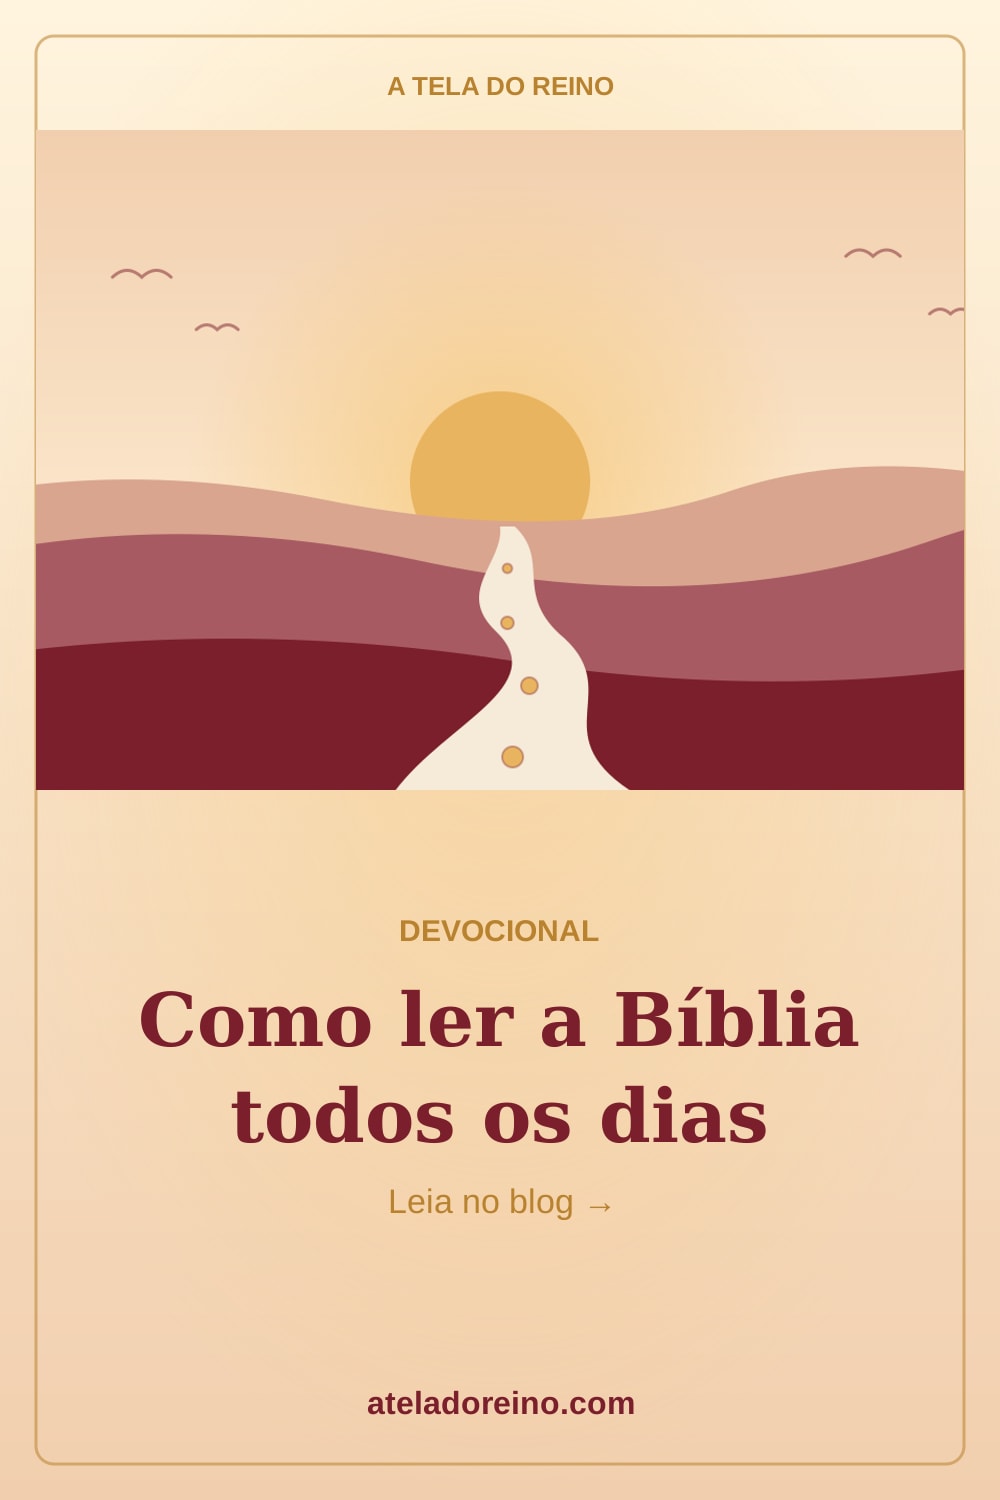 A TELA DO REINO
DEVOCIONAL
Como ler a Bíblia
todos os dias
Leia no blog →
ateladoreino.com